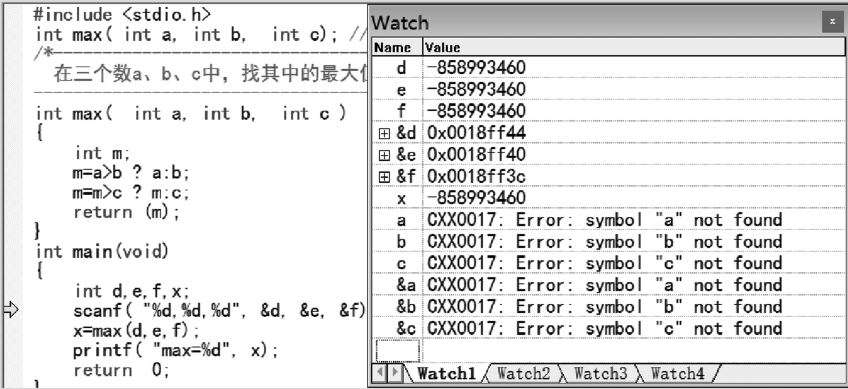 #include <stdio.h>
int max( int a, int b, int c); //
/*
在三个数a、b、c中，找其中的最大
int max( int a, int b, int c )
{
int m;
m=a>b ? a:b;
m=m>c ? m:c;
return (m);
}
int main(void)
{
int d,e,f,x;
scanf( "%d,%d,%d", &d, &e, &f)
x=max(d,e,f);
printf( "max=%d", x);
return 0;
Watch
Name Value
d -858993460
e -858993460
f -858993460
&d 0x0018ff44
&e 0x0018ff40
&f 0x0018ff3c
x -858993460
a CXX0017: Error: symbol "a" not found
b CXX0017: Error: symbol "b" not found
c CXX0017: Error: symbol "c" not found
&a CXX0017: Error: symbol "a" not found
&b CXX0017: Error: symbol "b" not found
&c CXX0017: Error: symbol "c" not found
Watch1 Watch2 Watch3 Watch4